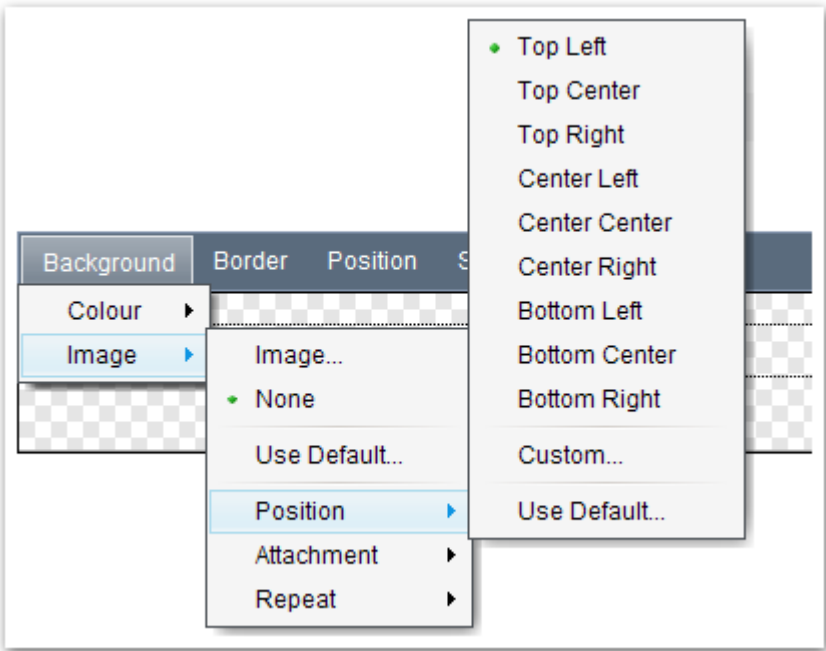 Background Border Position S
Colour
Image
Image...
None
Use Default...
Position
Attachment
Repeat
Top Left
Top Center
Top Right
Center Left
Center Center
Center Right
Bottom Left
Bottom Center
Bottom Right
Custom...
Use Default...